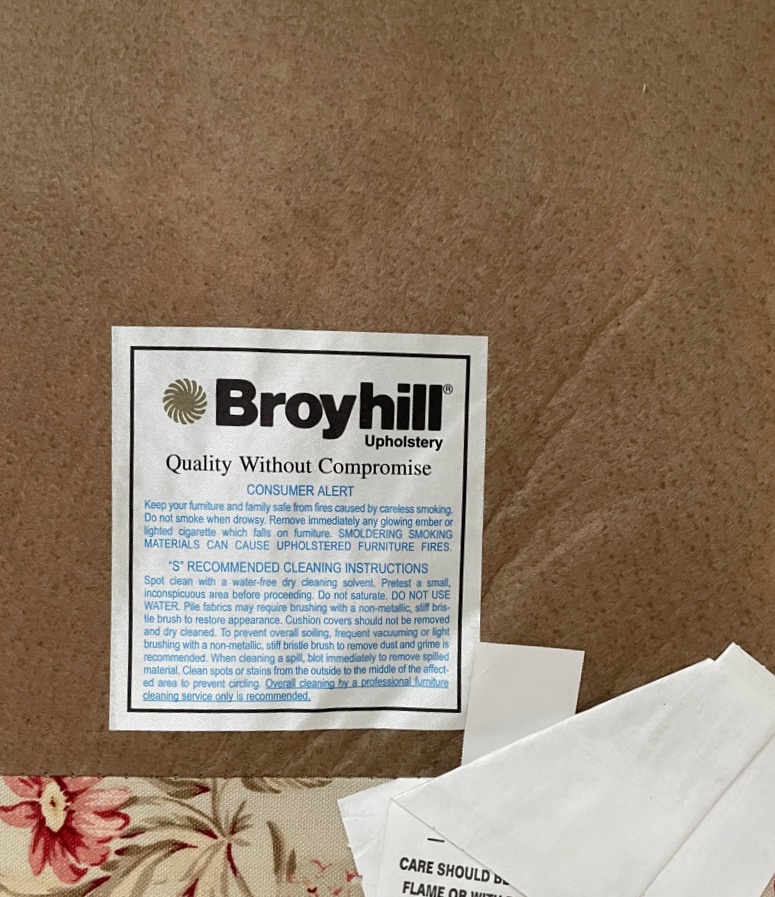 Broyhill®
Upholstery
Quality Without Compromise
CONSUMER ALERT
Keep your furniture and family safe from fires caused by careless smoking.
Do not smoke when drowsy. Remove immediately any glowing ember or
lighted cigarette which falls on furniture. SMOLDERING SMOKING
MATERIALS CAN CAUSE UPHOLSTERED FURNITURE FIRES.
“S” RECOMMENDED CLEANING INSTRUCTIONS
Spot clean with a water-free dry cleaning solvent. Pretest a small,
inconspicuous area before proceeding. Do not saturate. DO NOT USE
WATER. Pile fabrics may require brushing with a non-metallic, stiff bris-
tle brush to restore appearance. Cushion covers should not be removed
and dry cleaned. To prevent overall soiling, frequent vacuuming or light
brushing with a non-metallic, stiff bristle brush to remove dust and grime is
recommended. When cleaning a spill, blot immediately to remove spilled
material. Clean spots or stains from the outside to the middle of the affect-
ed area to prevent circling. Overall cleaning by a professional furniture
cleaning service only is recommended.
CARE SHOULD
FLAME OR